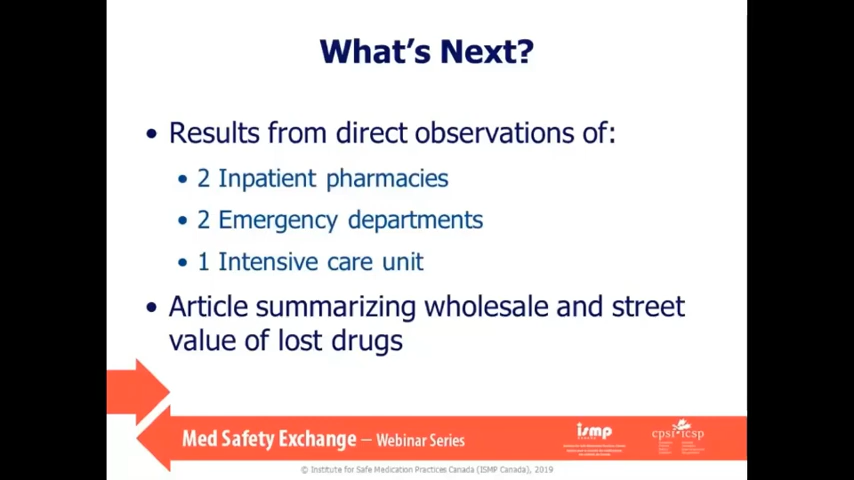 What's Next?
• Results from direct observations of:
• 2 Inpatient pharmacies
• 2 Emergency departments
• 1 Intensive care unit
• Article summarizing wholesale and street
value of lost drugs
Med Safety Exchange – Webinar Series
ismp
CANADA
cpsi icsp
© Institute for Safe Medication Practices Canada (ISMP Canada), 2019